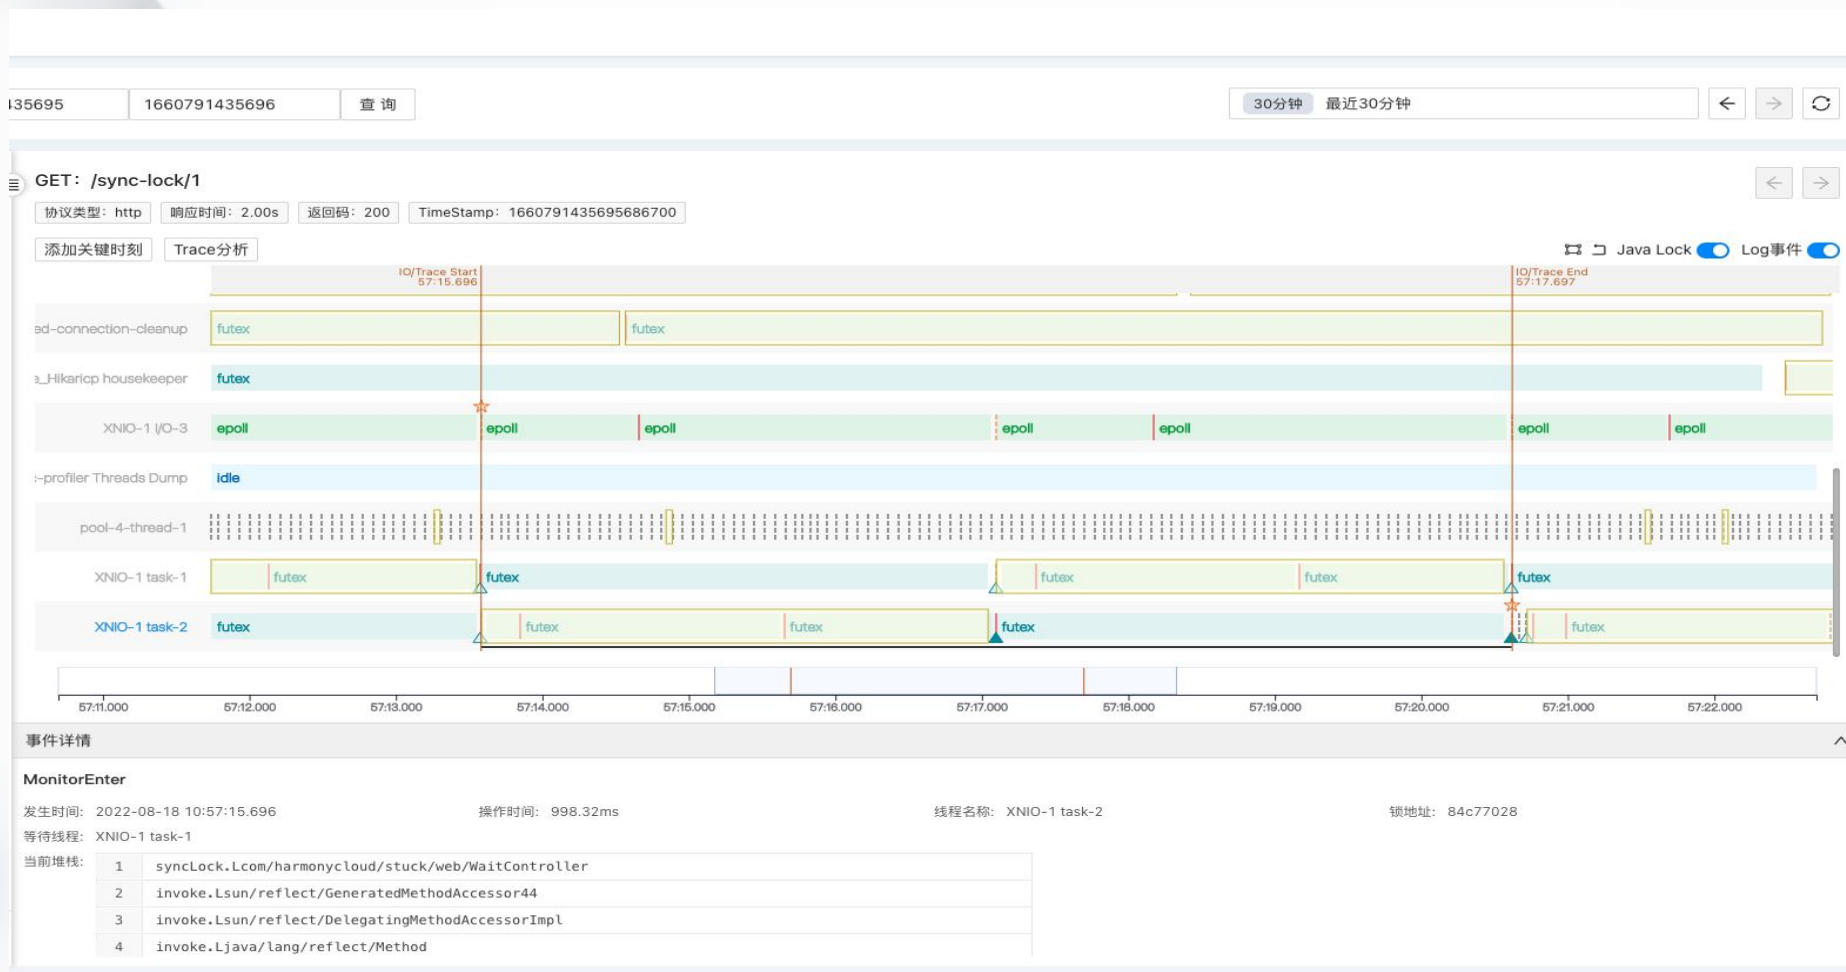 435695 1660791435696 查 询 30分钟 最近30分钟
GET: /sync-lock/1
协议类型: http 响应时间: 2.00s 返回码: 200 TimeStamp: 1660791435695686700
添加关键时刻 Trace分析 Java Lock Log事件
IO/Trace Start IO/Trace End
57:15.696 57:17.697
ed-connection-cleanup futex futex
e_Hikaricp housekeeper futex
XNIO-1 I/O-3 epoll epoll epoll epoll epoll epoll epoll
c-profiler Threads Dump idle
pool-4-thread-1
XNIO-1 task-1 futex futex futex futex futex
XNIO-1 task-2 futex futex futex futex futex
57:11.000 57:12.000 57:13.000 57:14.000 57:15.000 57:16.000 57:17.000 57:18.000 57:19.000 57:20.000 57:21.000 57:22.000
事件详情
MonitorEnter
发生时间: 2022-08-18 10:57:15.696 操作时间: 998.32ms 线程名称: XNIO-1 task-2 锁地址: 84c77028
等待线程: XNIO-1 task-1
当前堆栈: 1 syncLock.Lcom/harmonycloud/stuck/web/WaitController
2 invoke.Lsun/reflect/GeneratedMethodAccessor44
3 invoke.Lsun/reflect/DelegatingMethodAccessorImpl
4 invoke.Ljava/lang/reflect/Method